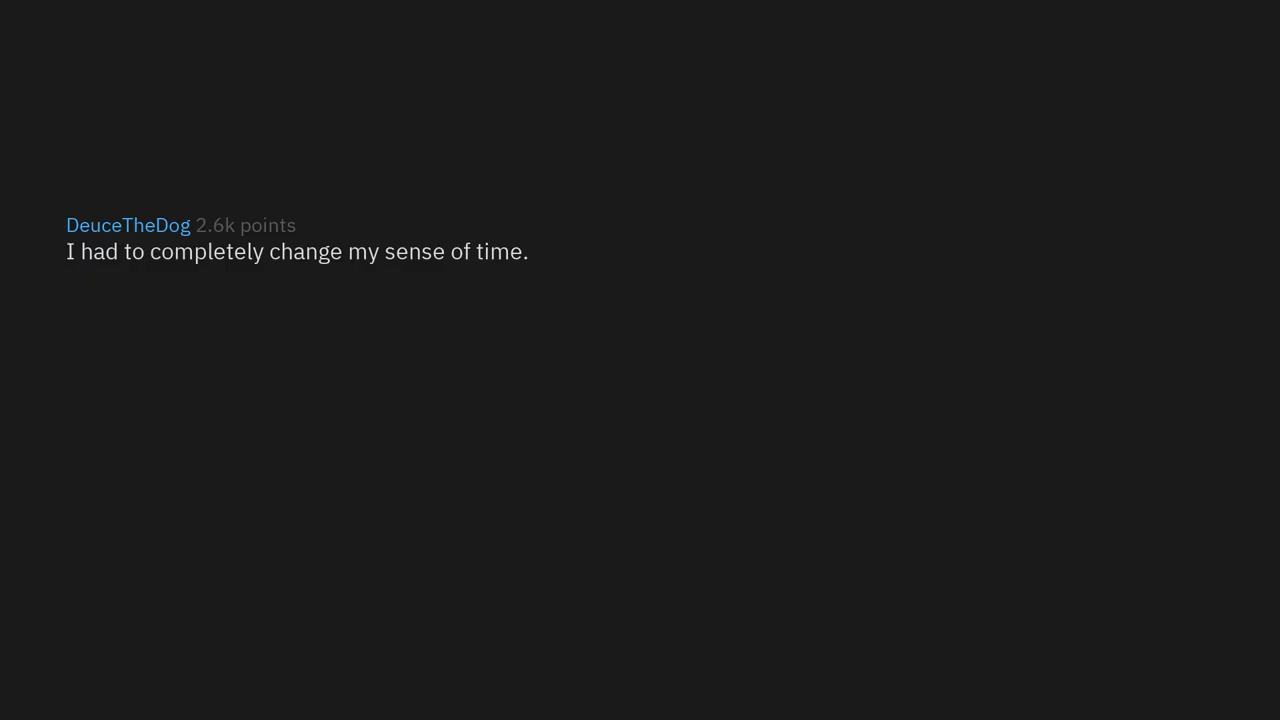 DeuceTheDog 2.6k points
I had to completely change my sense of time.